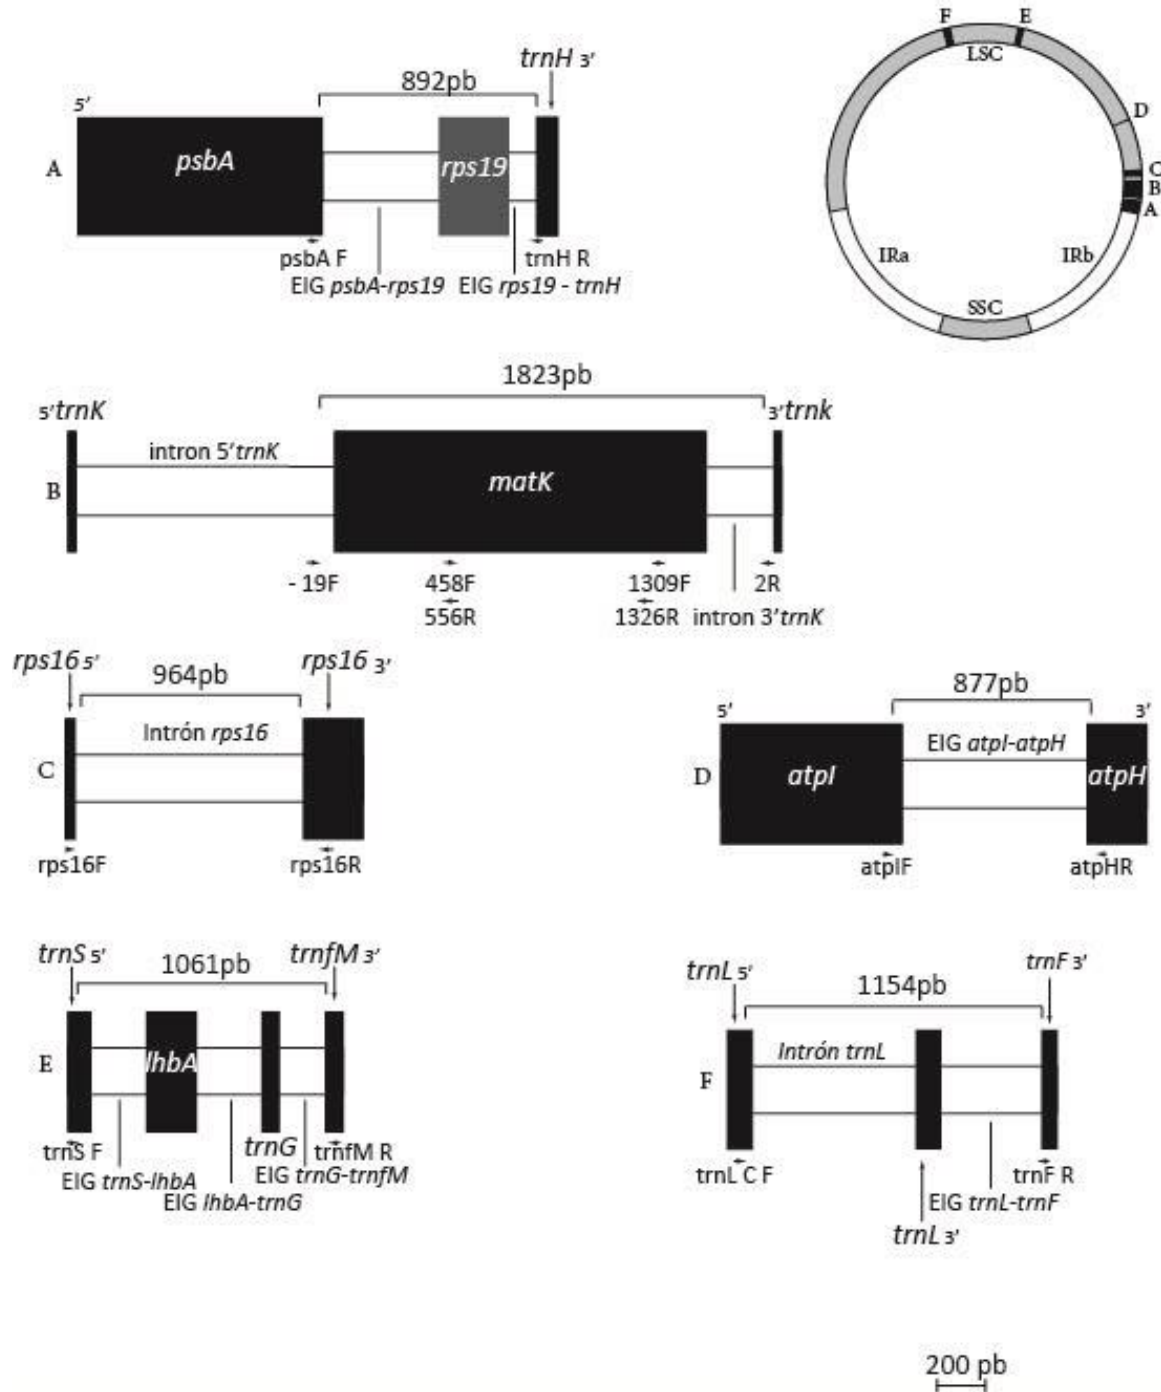 trnH 3’
892pb
5’
A
psbA
rps19
psbA F
trnH R
EIG psbA-rps19
EIG rps19 - trnH
F
E
LSC
D
C
B
A
IRa
IRb
SSC
1823pb
5’trnK
3’trnk
intron 5’trnK
B
matK
- 19F
458F
1309F
2R
556R
1326R
intron 3’trnK
rps16 5’
rps16 3’
964pb
Intrón rps16
C
rps16F
rps16R
877pb
5’
3’
EIG atpI-atpH
D
atpI
atpH
atpIF
atpHR
trnS 5’
trnfM 3’
1061pb
E
lhbA
trnS F
trnG
trnfM R
EIG trnS-lhbA
EIG trnG-trnfM
EIG lhbA-trnG
trnL 5’
trnF 3’
1154pb
Intrón trnL
F
trnL C F
trnF R
EIG trnL-trnF
trnL 3’
200 pb